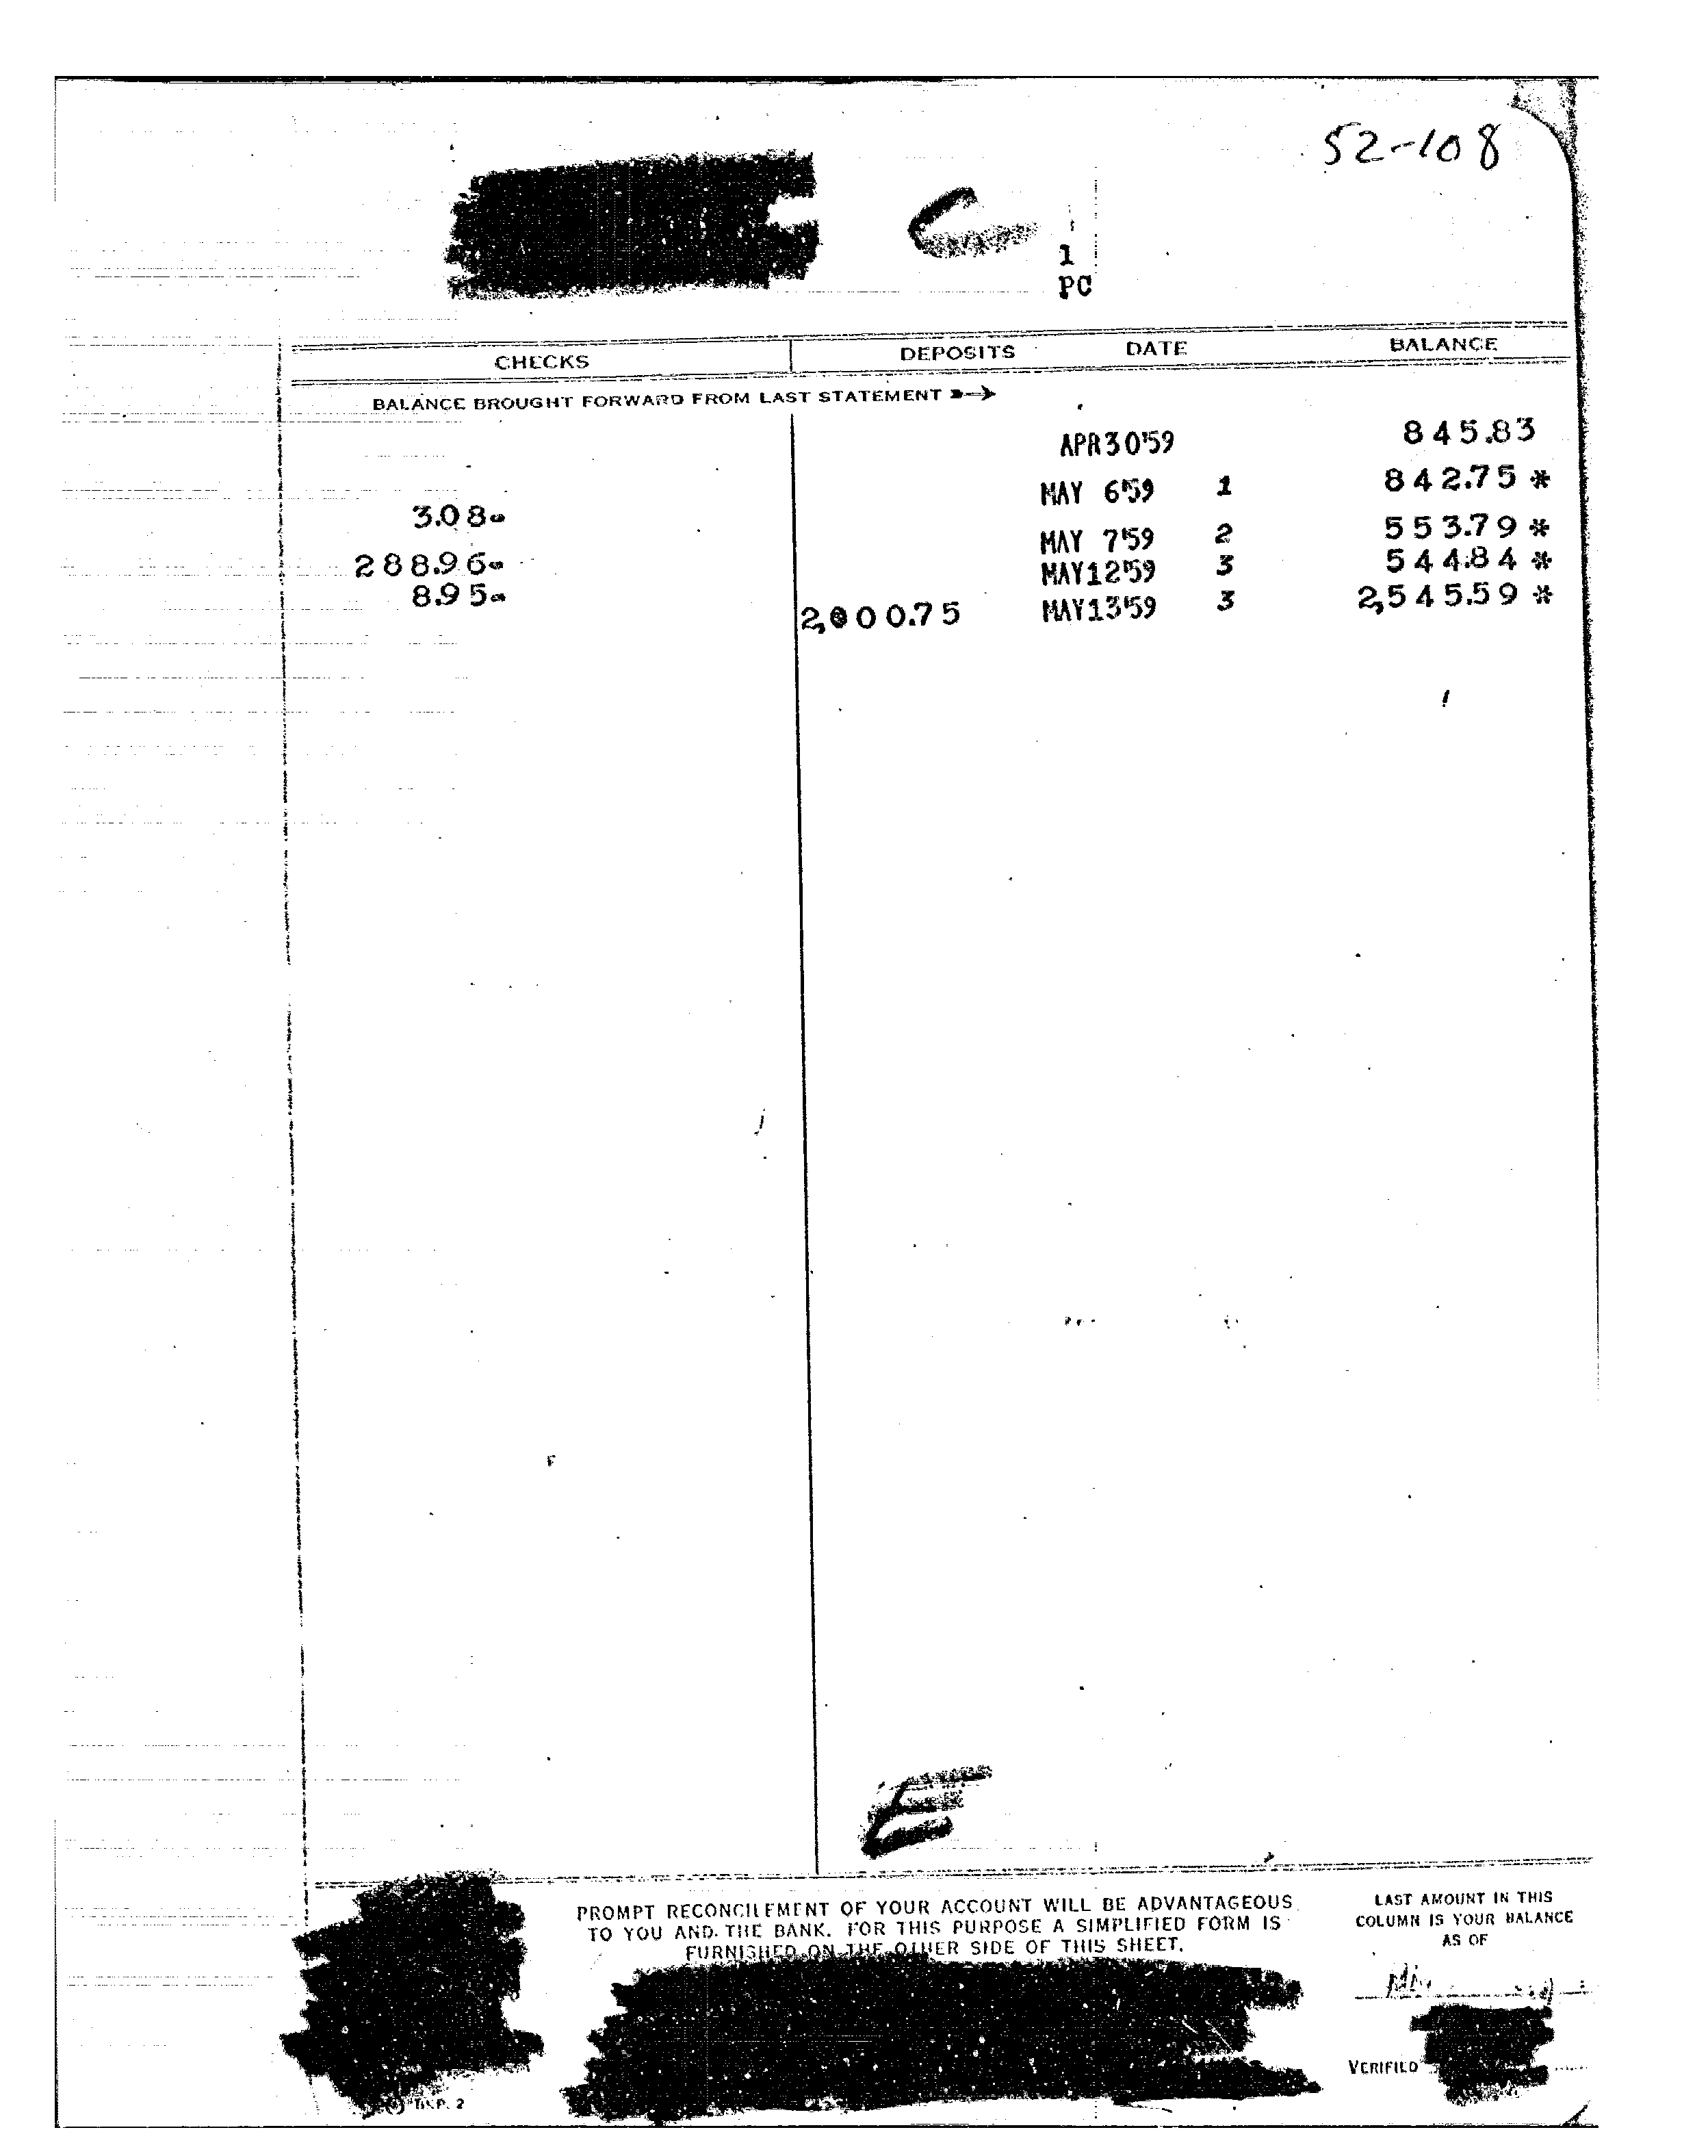 52-108
1
PC
CHECKS DEPOSITS DATE BALANCE
BALANCE BROUGHT FORWARD FROM LAST STATEMENT
APR30'59 845.83
3.08- MAY 6'59 1 842.75 *
288.96- MAY 7'59 2 553.79 *
8.95- MAY12'59 3 544.84 *
2,000.75 MAY13'59 3 2,545.59 *
E
PROMPT RECONCILEMENT OF YOUR ACCOUNT WILL BE ADVANTAGEOUS
TO YOU AND THE BANK. FOR THIS PURPOSE A SIMPLIFIED FORM IS
FURNISHED ON THE OTHER SIDE OF THIS SHEET.
LAST AMOUNT IN THIS
COLUMN IS YOUR BALANCE
AS OF
VERIFIED